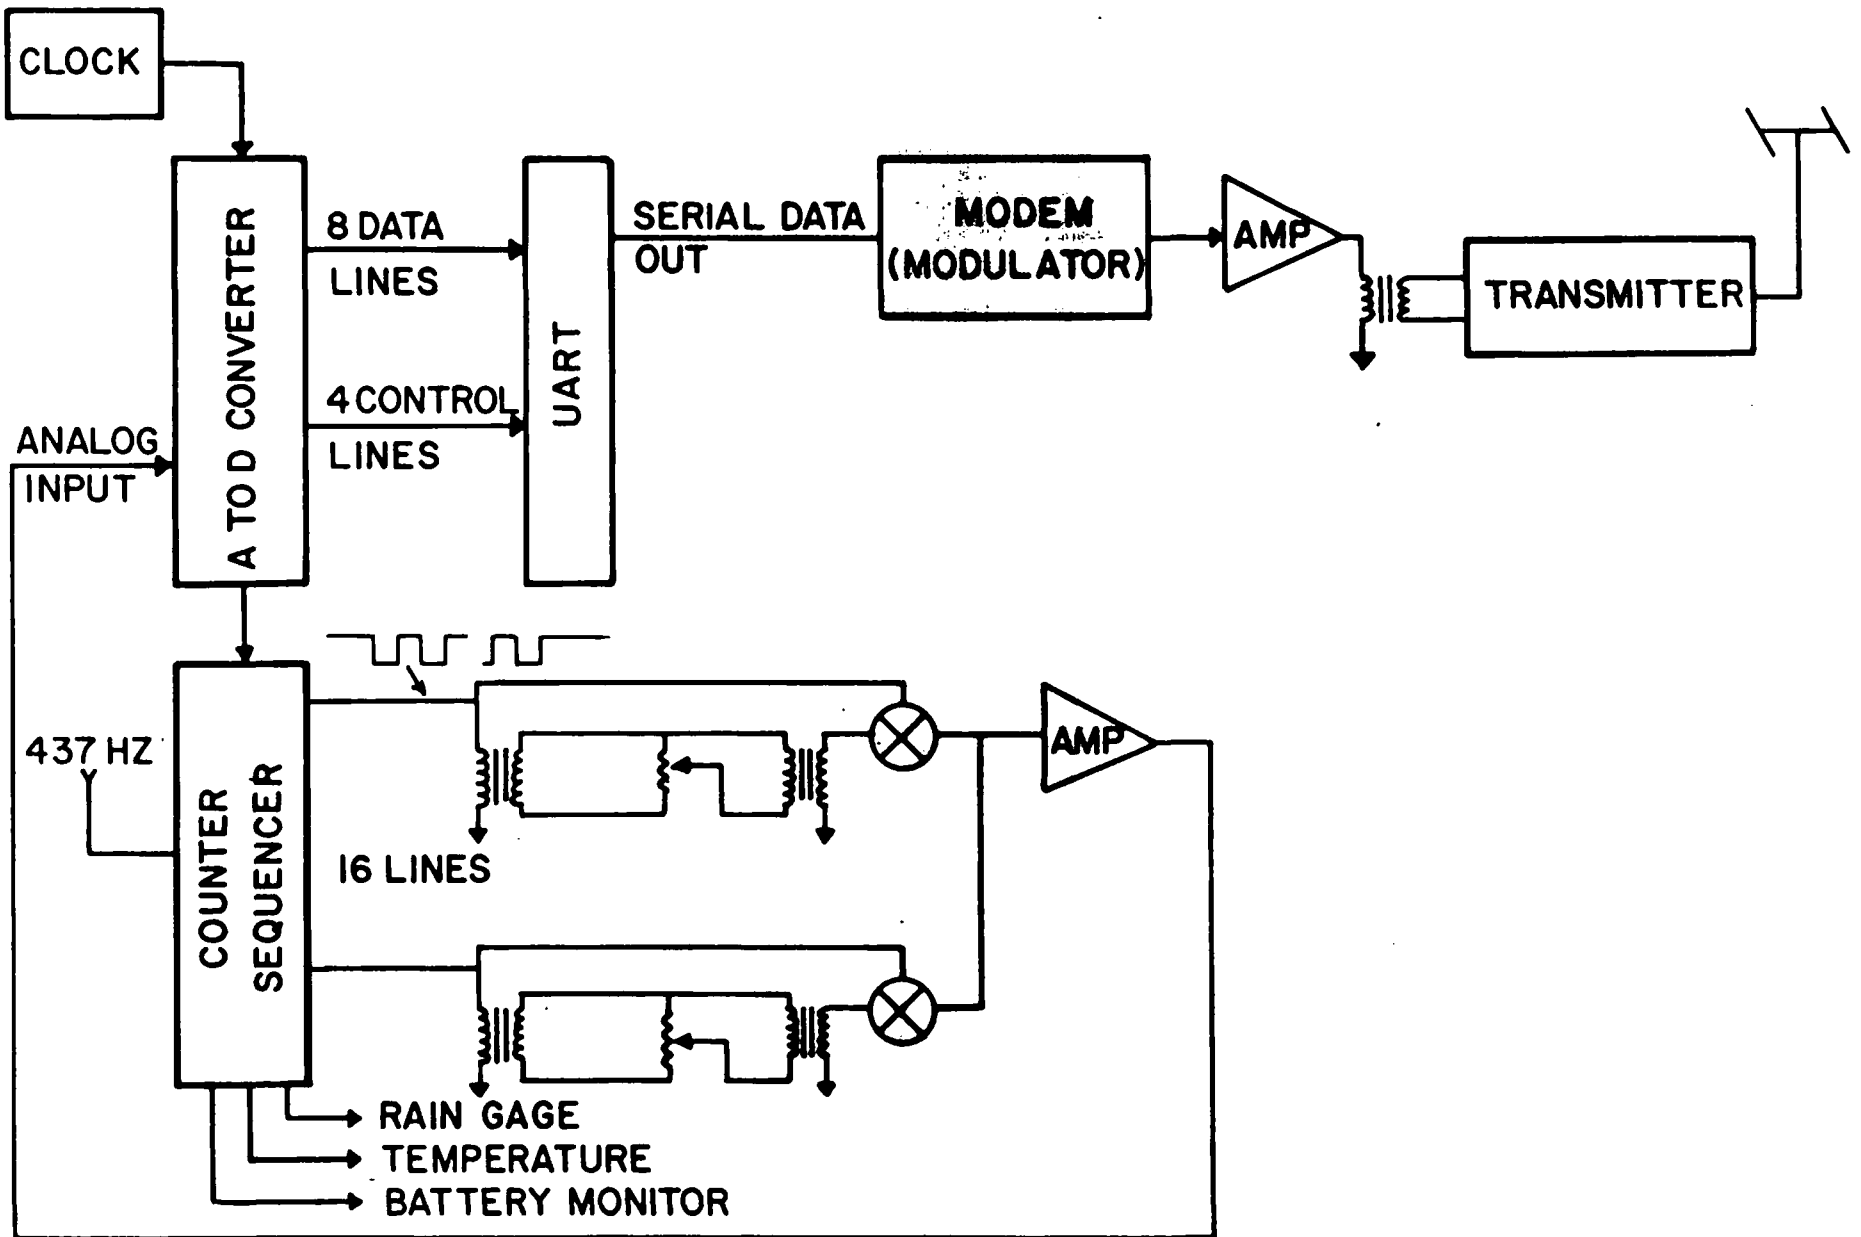 CLOCK
A TO D CONVERTER
8 DATA
LINES
4 CONTROL
LINES
ANALOG
INPUT
UART
SERIAL DATA
OUT
MODEM
(MODULATOR)
AMP
TRANSMITTER
437 HZ
COUNTER
SEQUENCER
16 LINES
AMP
RAIN GAGE
TEMPERATURE
BATTERY MONITOR